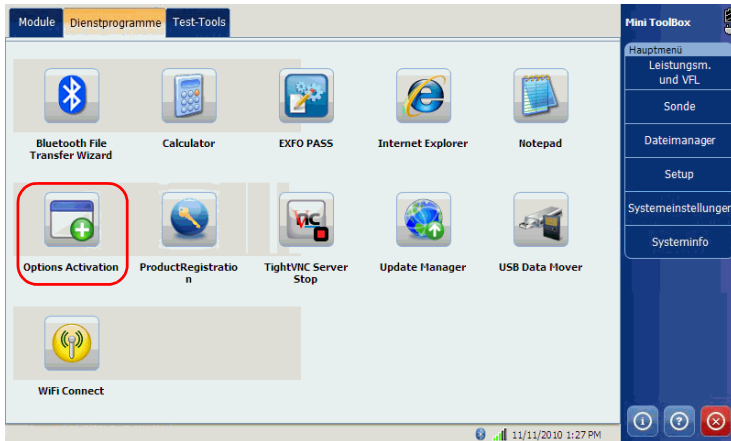 Module Dienstprogramme Test-Tools
Bluetooth File Transfer Wizard
Calculator
EXFO PASS
Internet Explorer
Notepad
Options Activation
ProductRegistratio
n
TightVNC Server
Stop
Update Manager
USB Data Mover
WiFi Connect
11/11/2010 1:27 PM
Mini ToolBox
Hauptmenü
Leistungsm.
und VFL
Sonde
Dateimanager
Setup
Systemeinstellunger
Systeminfo